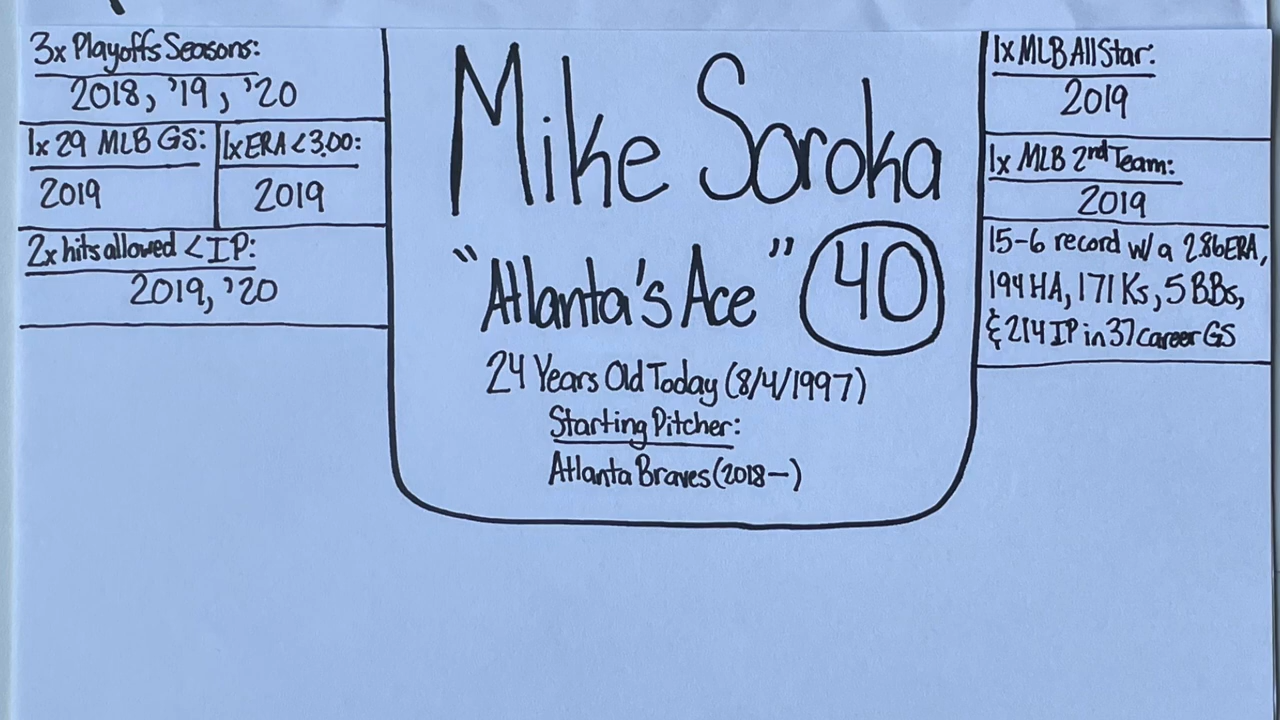 3x Playoffs Seasons:
2018, '19, '20
1x 29 MLB GS:
2019
1x ERA < 3.00:
2019
2x hits allowed < IP:
2019, '20
Mike Soroka
"Atlanta's Ace" 40
24 Years Old Today (8/4/1997)
Starting Pitcher:
Atlanta Braves (2018-)
1x MLB All Star:
2019
1x MLB 2nd Team:
2019
15-6 record w/ a 2.86 ERA,
194 HA, 171 Ks, 5 BBs,
& 214 IP in 37 career GS